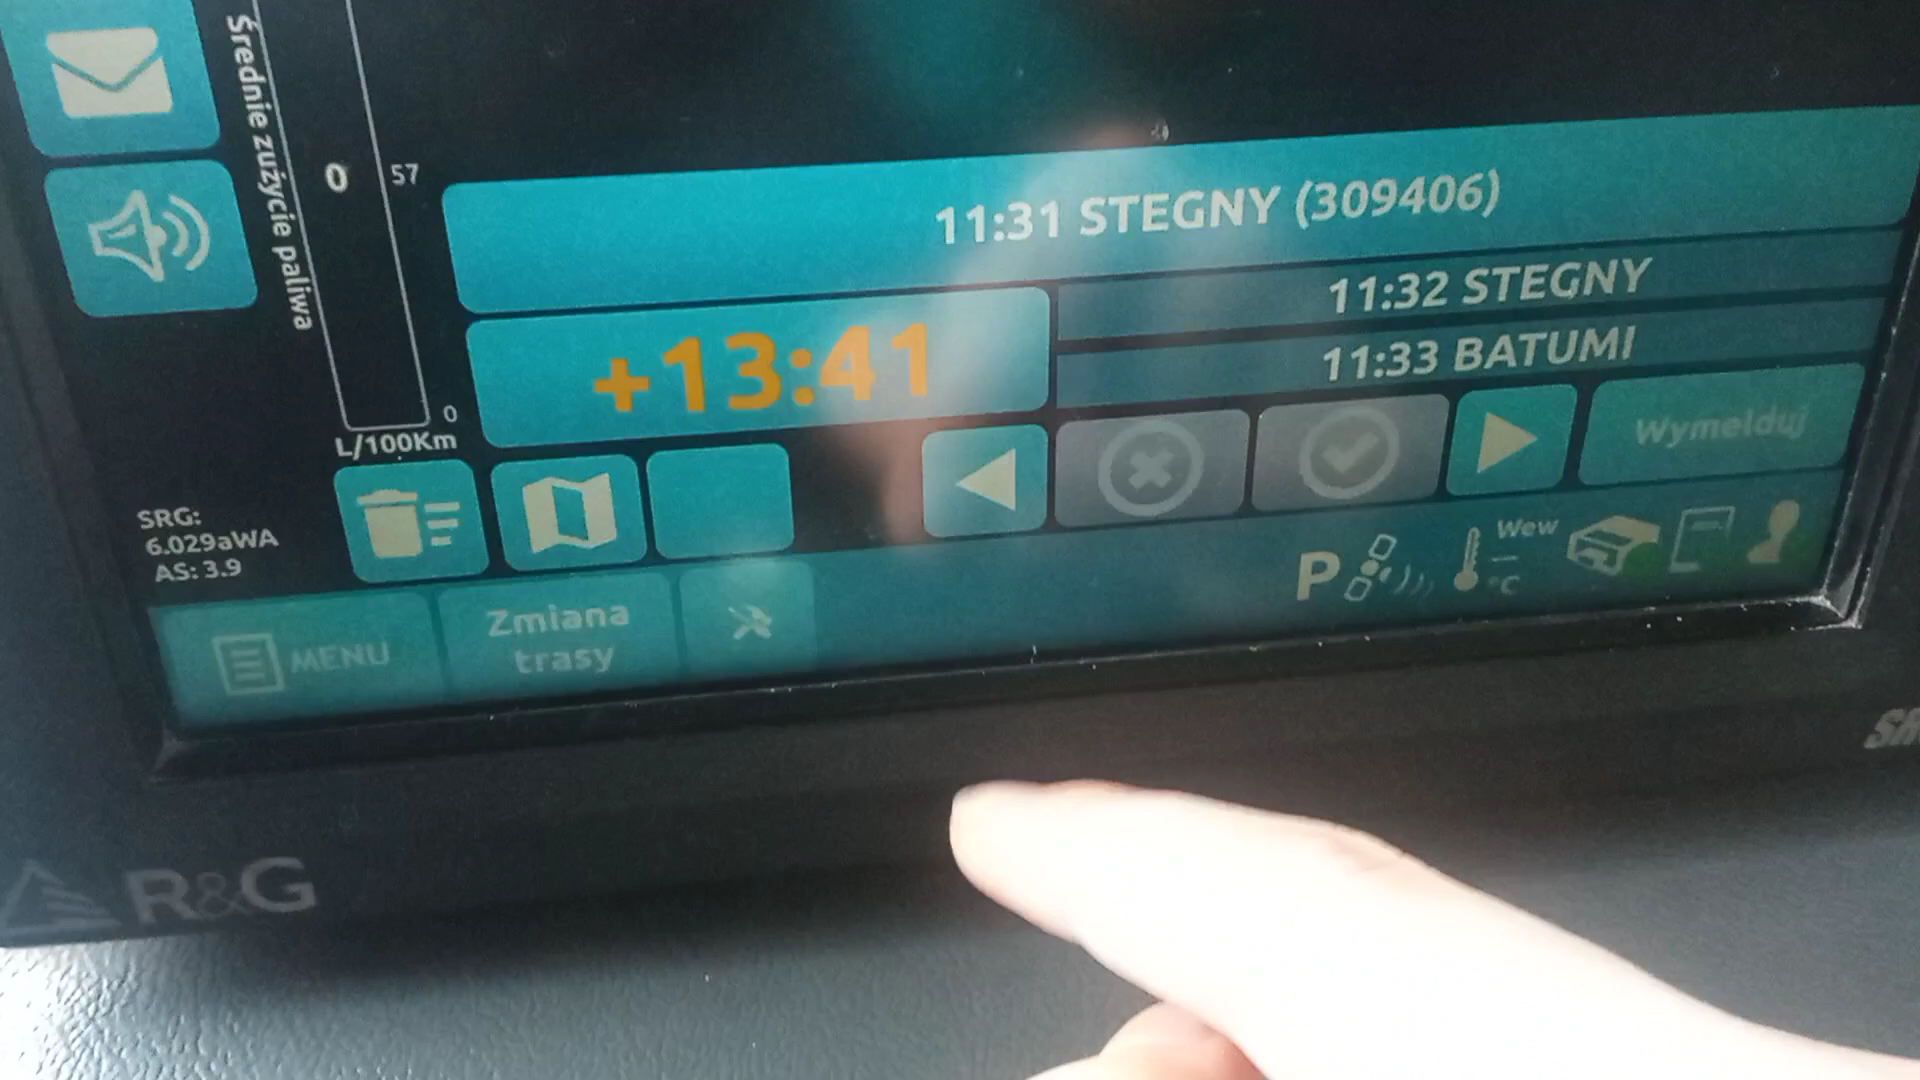 Średnie zużycie paliwa
0
57
0
L/100Km
11:31 STEGNY (309406)
+13:41
11:32 STEGNY
11:33 BATUMI
Wymelduj
SRG:
6.029aWA
AS: 3.9
MENU
Zmiana
trasy
P
Wew
°C
R&G